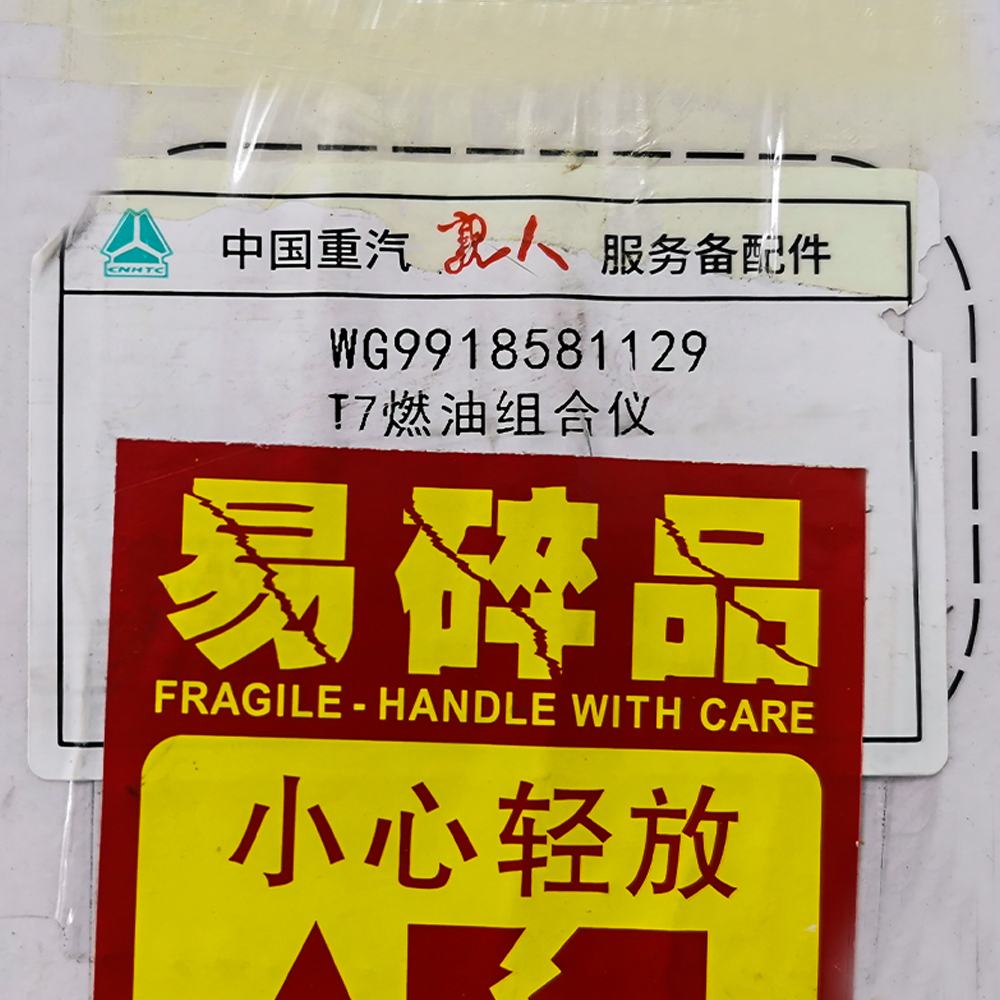 CNHTC
中国重汽 亲人 服务备配件
WG9918581129
T7燃油组合仪
易碎品
FRAGILE - HANDLE WITH CARE
小心轻放